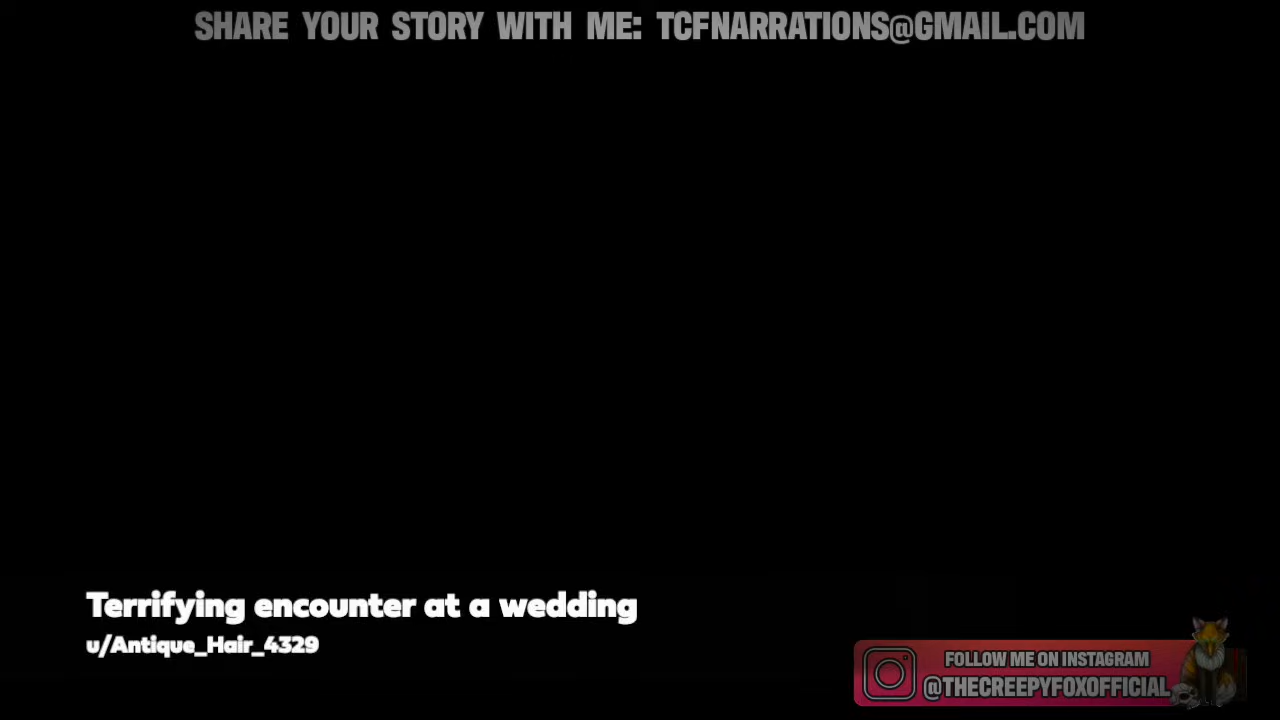 SHARE YOUR STORY WITH ME: TCFNARRATIONS@GMAIL.COM
Terrifying encounter at a wedding
u/Antique_Hair_4329
FOLLOW ME ON INSTAGRAM
@THECREEPYFOXOFFICIAL